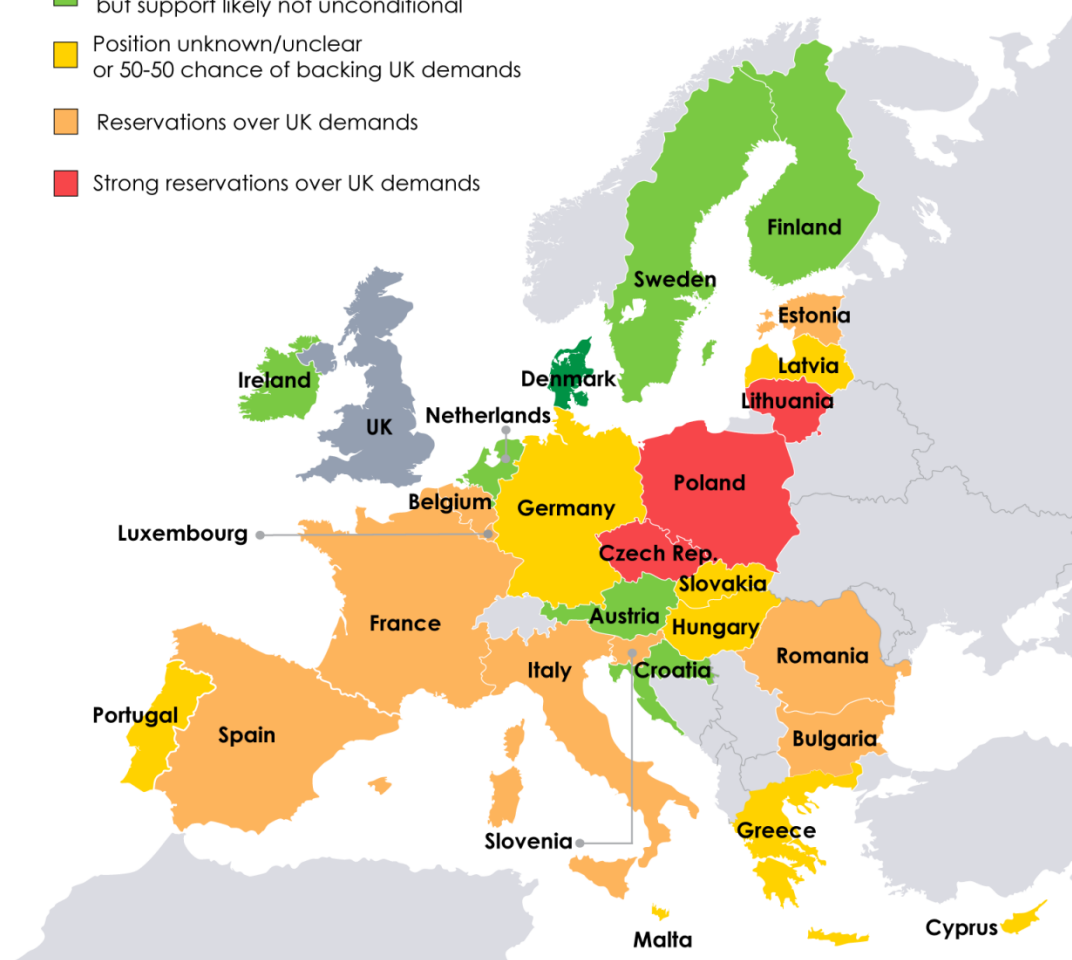 but support likely not unconditional
Position unknown/unclear
or 50-50 chance of backing UK demands
Reservations over UK demands
Strong reservations over UK demands
Finland
Sweden
Estonia
Latvia
Lithuania
Denmark
Ireland
Netherlands
UK
Belgium
Germany
Poland
Luxembourg
Czech Rep.
Slovakia
Austria
France
Hungary
Italy
Croatia
Romania
Portugal
Spain
Bulgaria
Slovenia
Greece
Cyprus
Malta